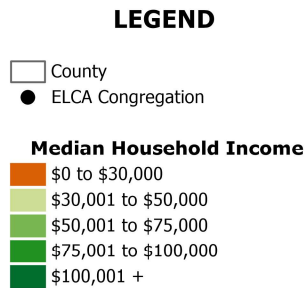 LEGEND
County
ELCA Congregation
Median Household Income
$0 to $30,000
$30,001 to $50,000
$50,001 to $75,000
$75,001 to $100,000
$100,001 +